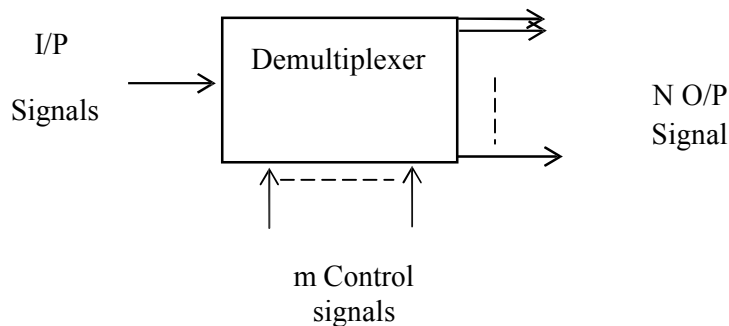 I/P
Signals
Demultiplexer
N O/P
Signal
m Control
signals